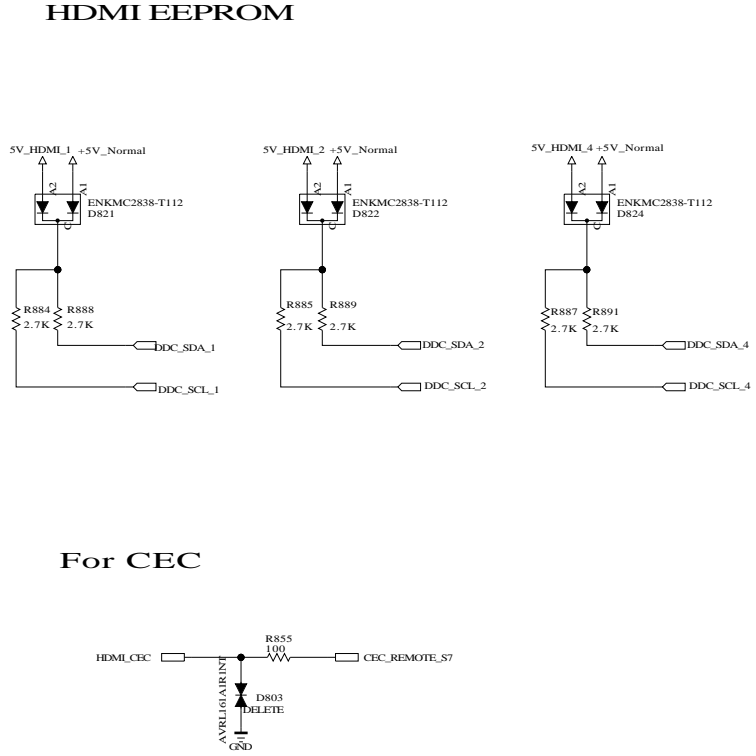 HDMI EEPROM
5V_HDMI_1 +5V_Normal
A2
A1
ENKMC2838-T112
D821
C
R884
2.7K
R888
2.7K
DDC_SDA_1
DDC_SCL_1
5V_HDMI_2 +5V_Normal
A2
A1
ENKMC2838-T112
D822
C
R885
2.7K
R889
2.7K
DDC_SDA_2
DDC_SCL_2
5V_HDMI_4 +5V_Normal
A2
A1
ENKMC2838-T112
D824
C
R887
2.7K
R891
2.7K
DDC_SDA_4
DDC_SCL_4
For CEC
HDMI_CEC
R855
100
CEC_REMOTE_S7
AVRL161A1R1NT
D803
DELETE
GND